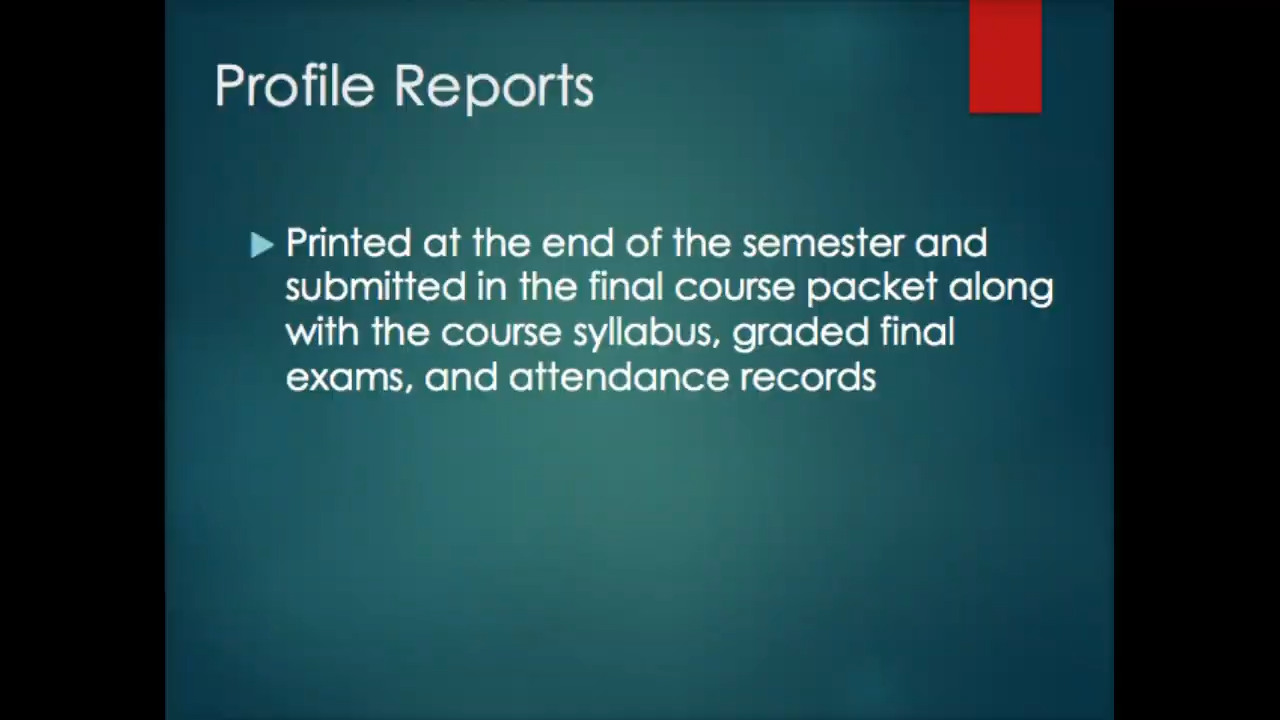 Profile Reports
Printed at the end of the semester and
submitted in the final course packet along
with the course syllabus, graded final
exams, and attendance records